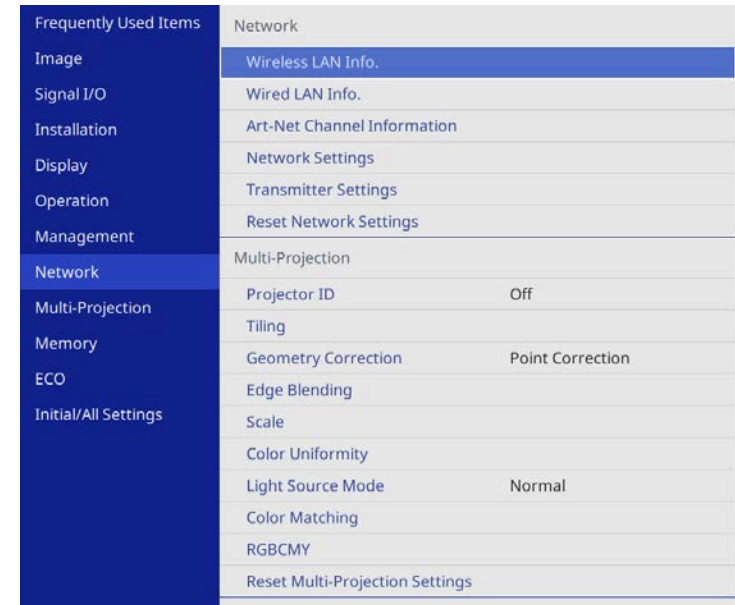 Frequently Used Items
Image
Signal I/O
Installation
Display
Operation
Management
Network
Multi-Projection
Memory
ECO
Initial/All Settings
Network
Wireless LAN Info.
Wired LAN Info.
Art-Net Channel Information
Network Settings
Transmitter Settings
Reset Network Settings
Multi-Projection
Projector ID Off
Tiling
Geometry Correction Point Correction
Edge Blending
Scale
Color Uniformity
Light Source Mode Normal
Color Matching
RGBCMY
Reset Multi-Projection Settings